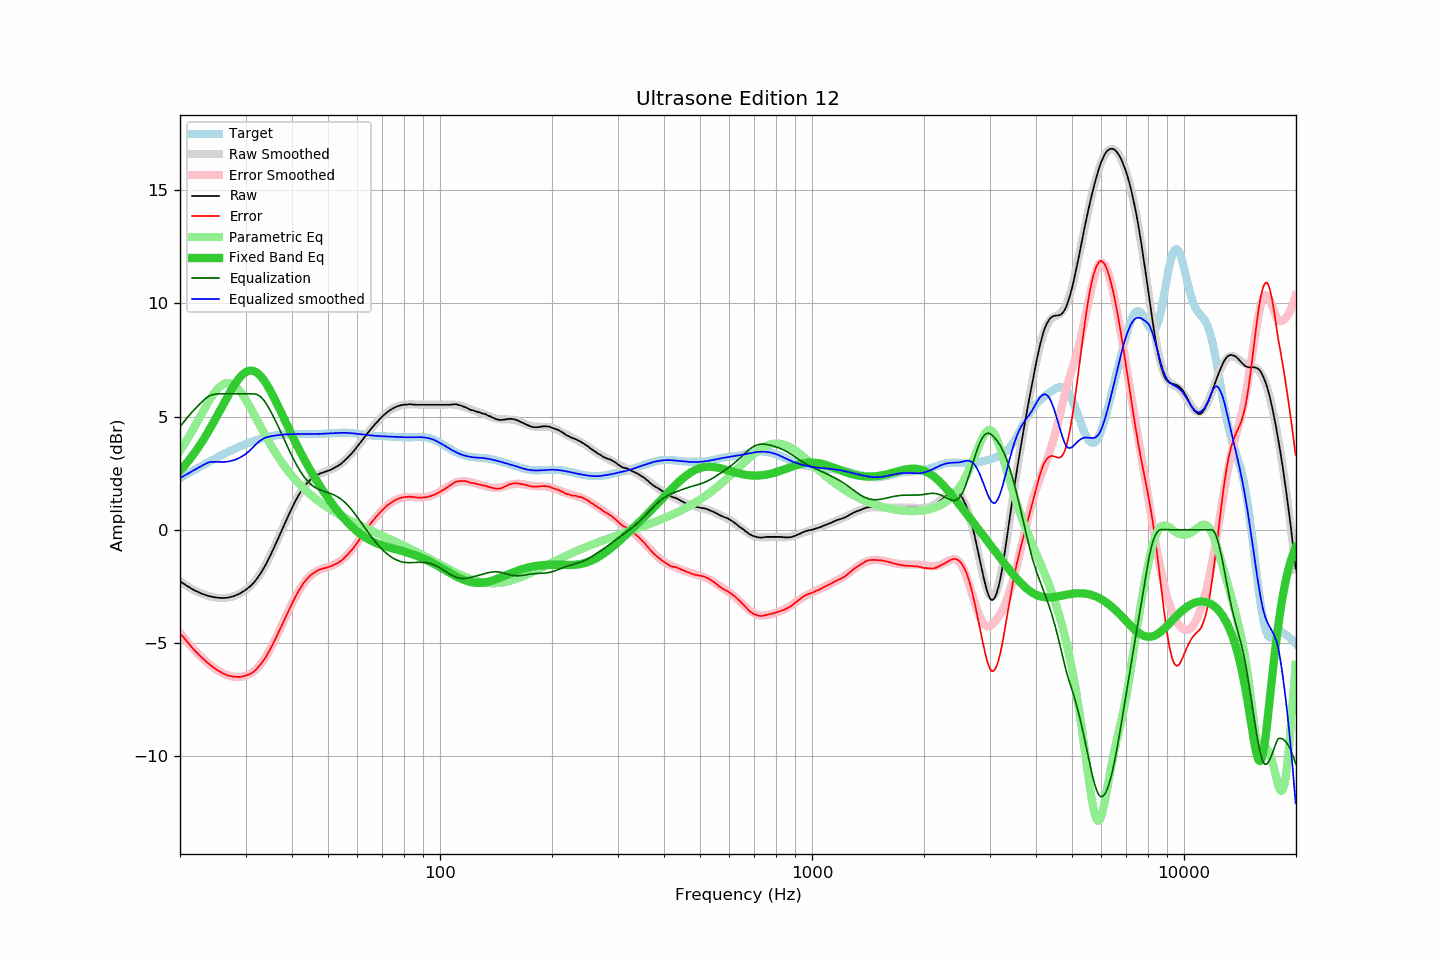 Ultrasone Edition 12
Target
Raw Smoothed
Error Smoothed
Raw
Error
Parametric Eq
Fixed Band Eq
Equalization
Equalized smoothed
15
10
5
0
−5
−10
Amplitude (dBr)
100
1000
10000
Frequency (Hz)